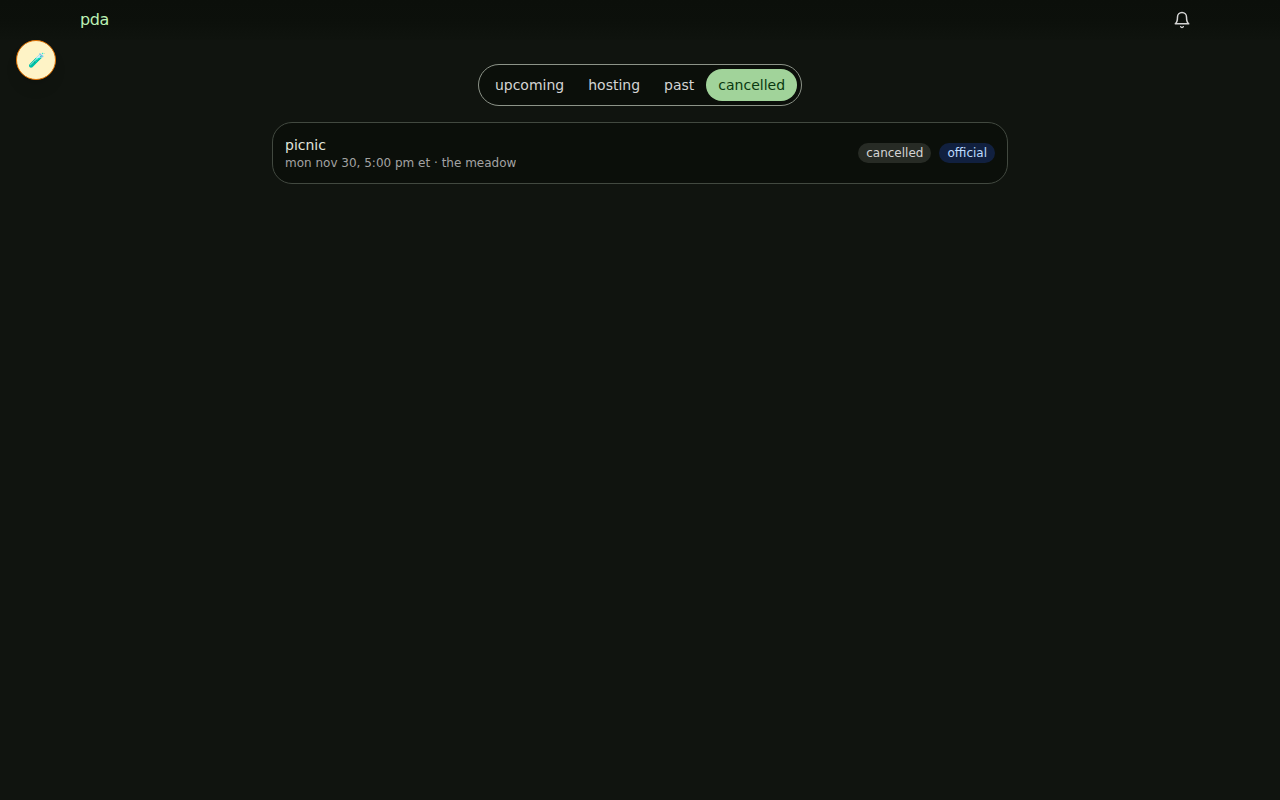 pda
upcoming hosting past cancelled
picnic
mon nov 30, 5:00 pm et · the meadow
cancelled official